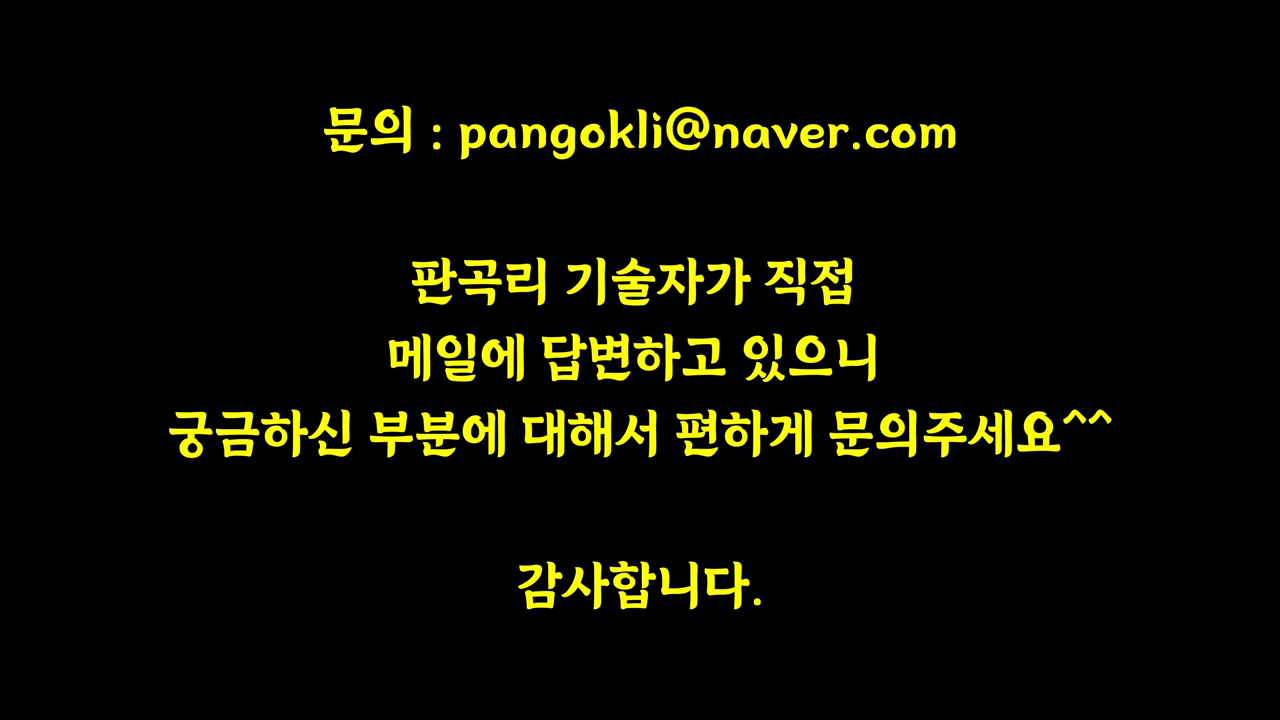 문의 : pangokli@naver.com
판곡리 기술자가 직접
메일에 답변하고 있으니
궁금하신 부분에 대해서 편하게 문의주세요^^
감사합니다.